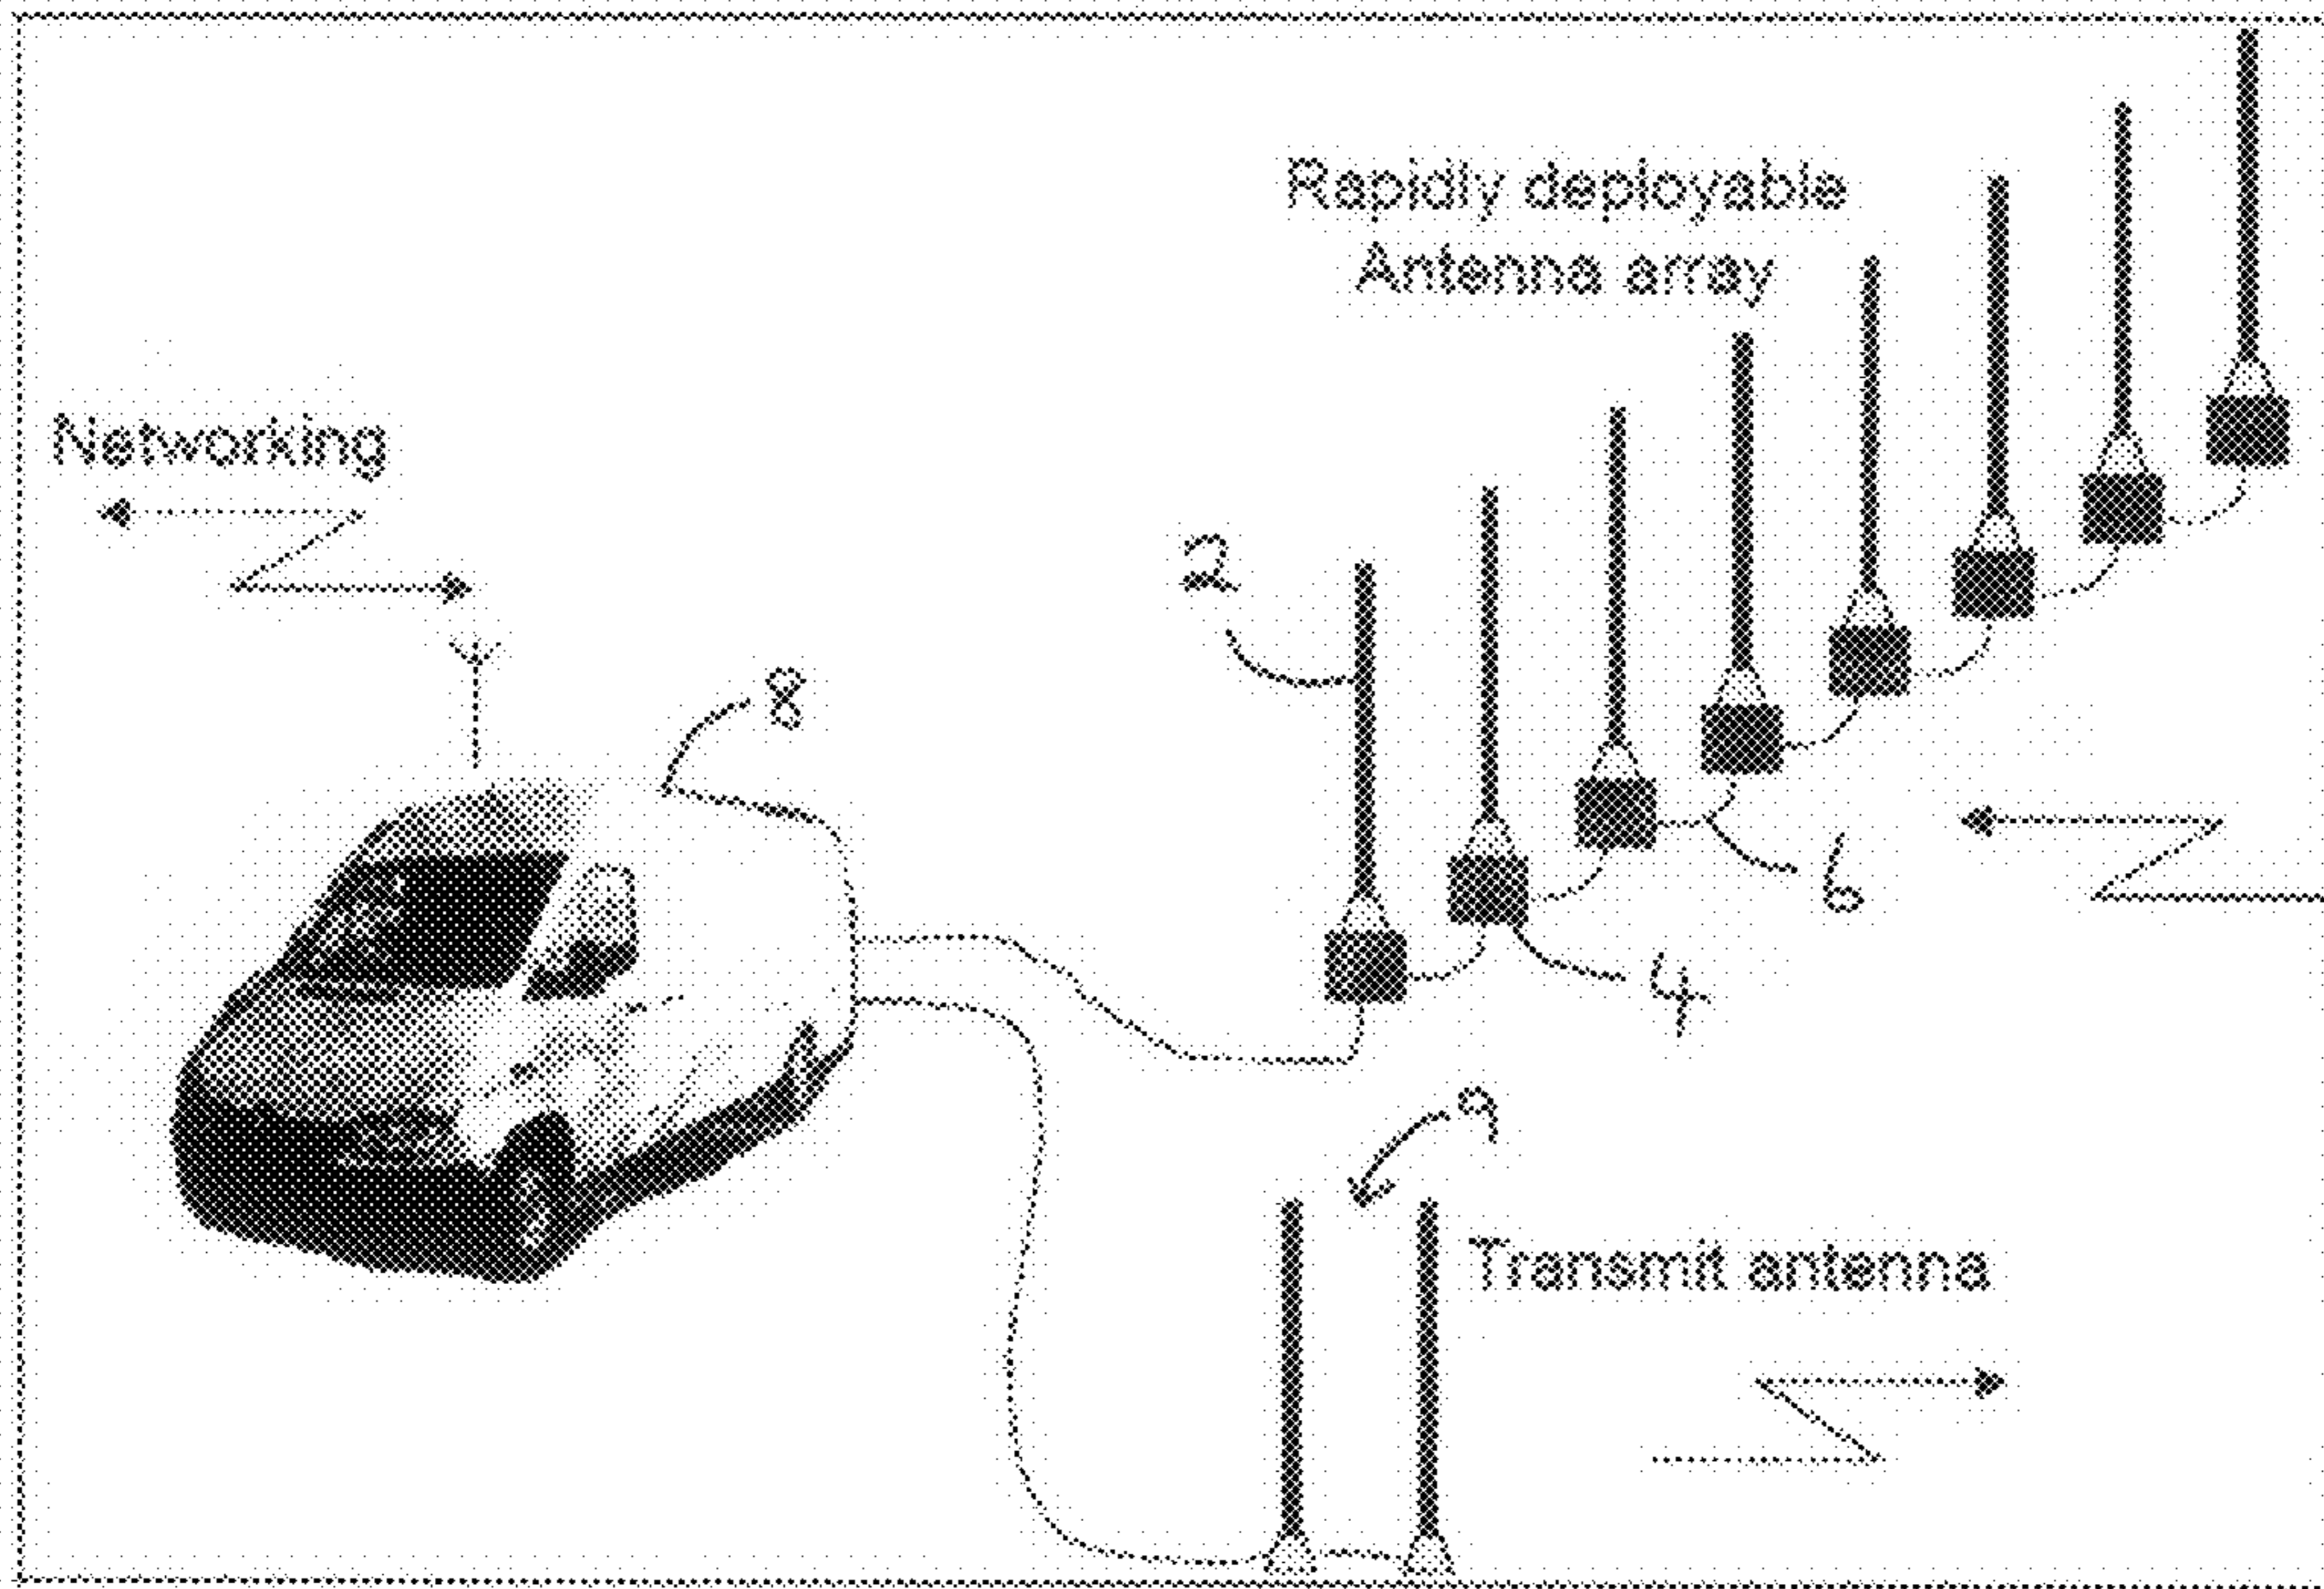 Rapidly deployable
Antenna array
Networking
2
8
6
4
9
Transmit antenna